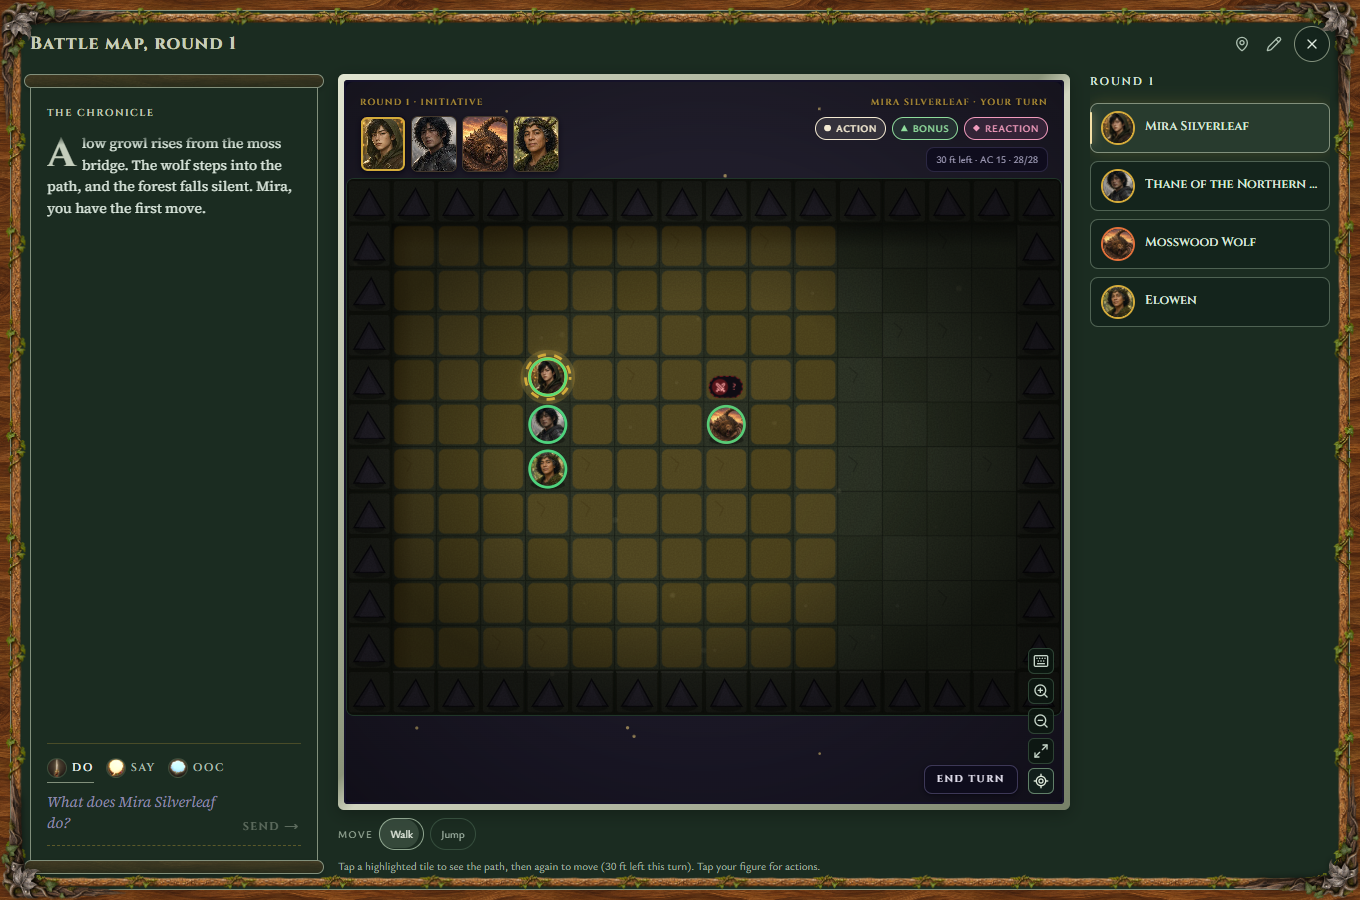 Battle map, round 1
THE CHRONICLE
A low growl rises from the moss
bridge. The wolf steps into the
path, and the forest falls silent. Mira,
you have the first move.
DO
SAY
OOC
What does Mira Silverleaf
do?
SEND →
ROUND 1 · INITIATIVE
MIRA SILVERLEAF · YOUR TURN
ACTION
BONUS
REACTION
30 ft left · AC 15 · 28/28
?
END TURN
MOVE
Walk
Jump
Tap a highlighted tile to see the path, then again to move (30 ft left this turn). Tap your figure for actions.
ROUND 1
Mira Silverleaf
Thane of the Northern ...
Mosswood Wolf
Elowen